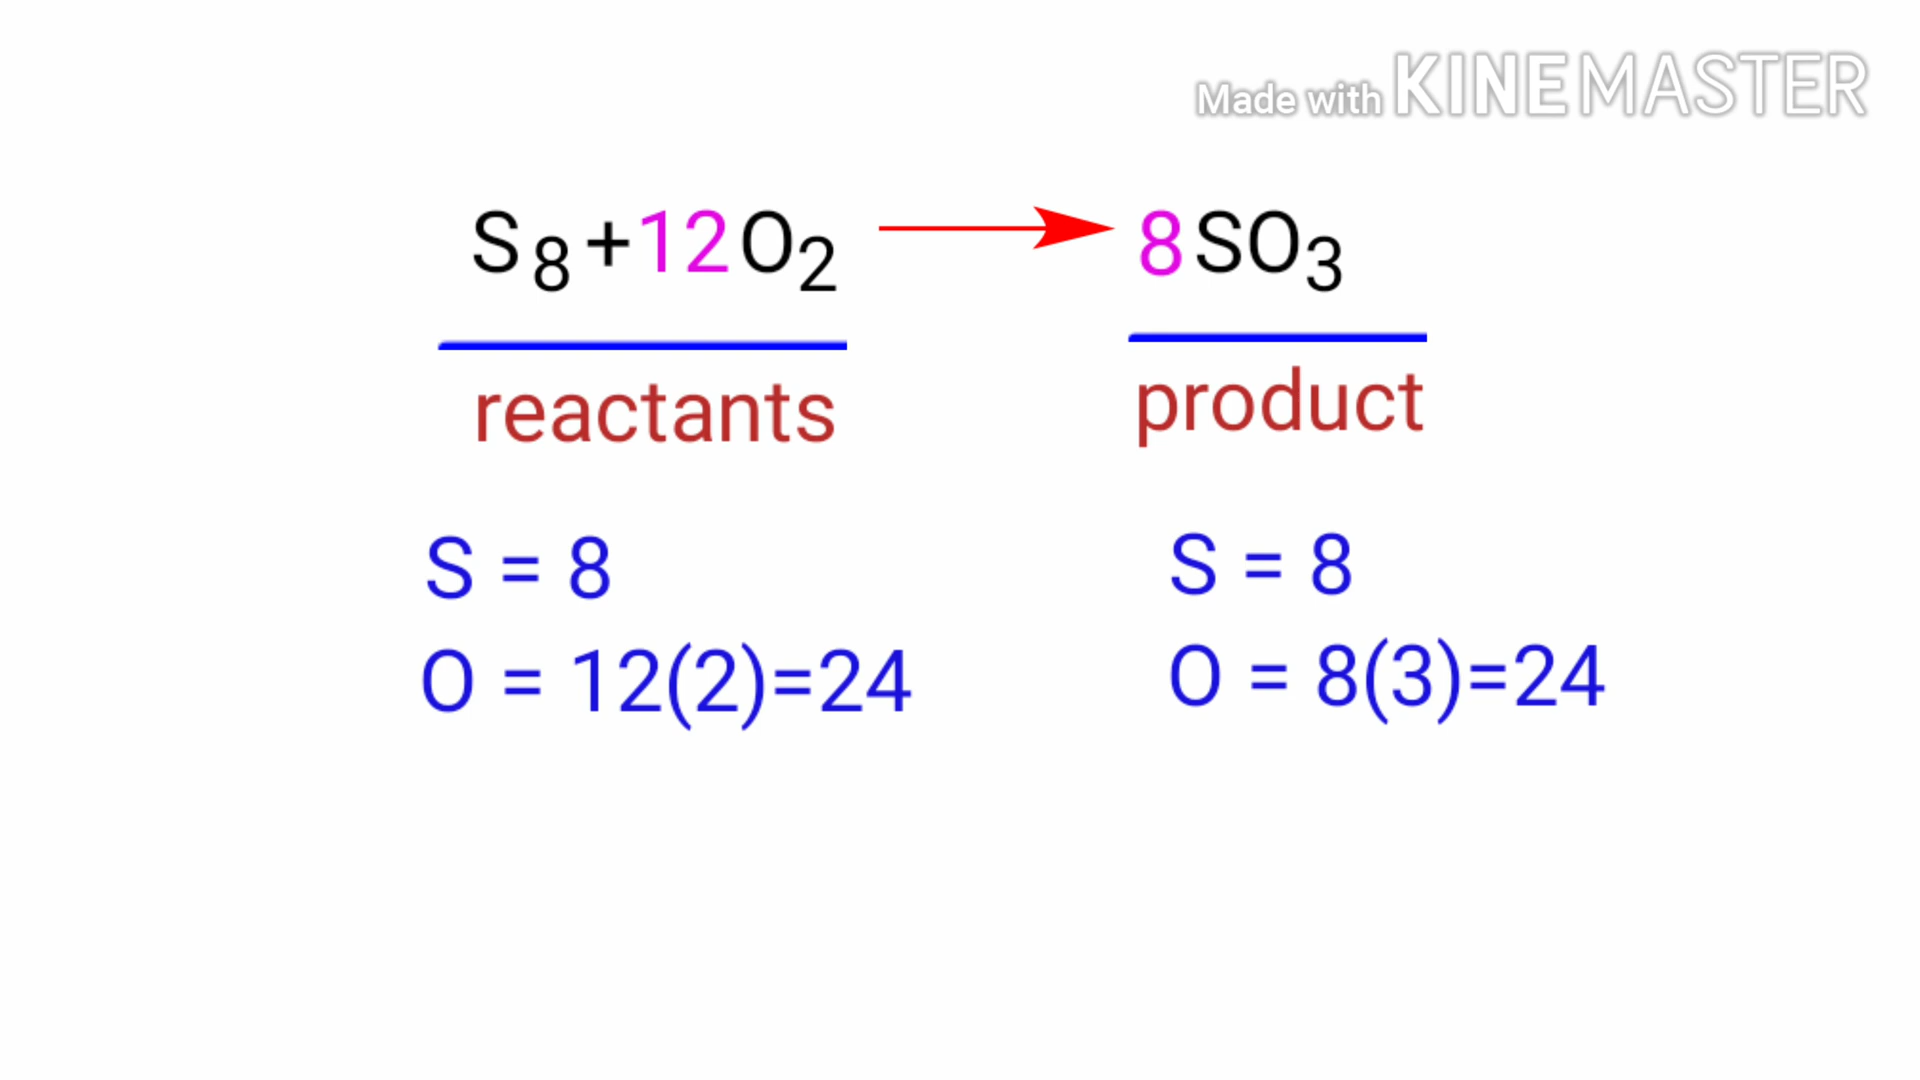 Made with KINEMASTER
S8+12O2 → 8SO3
reactants product
S = 8 S = 8
O = 12(2)=24 O = 8(3)=24